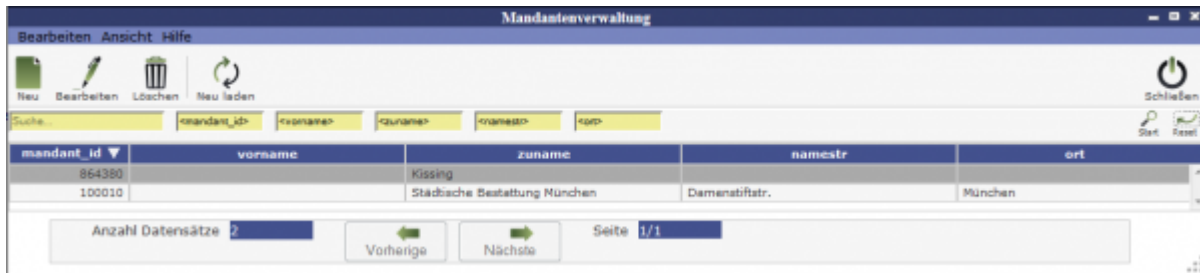 Mandantenverwaltung
Bearbeiten Ansicht Hilfe
Neu Bearbeiten Löschen Neu laden Schließen
Suche... <mandant_id> <vorname> <zuname> <namestr> <ort> Start Reset
mandant_id vorname zuname namestr ort
864380 Kissing
100010 Städtische Bestattung München Damenstiftstr. München
Anzahl Datensätze 2 Vorherige Nächste Seite 1/1